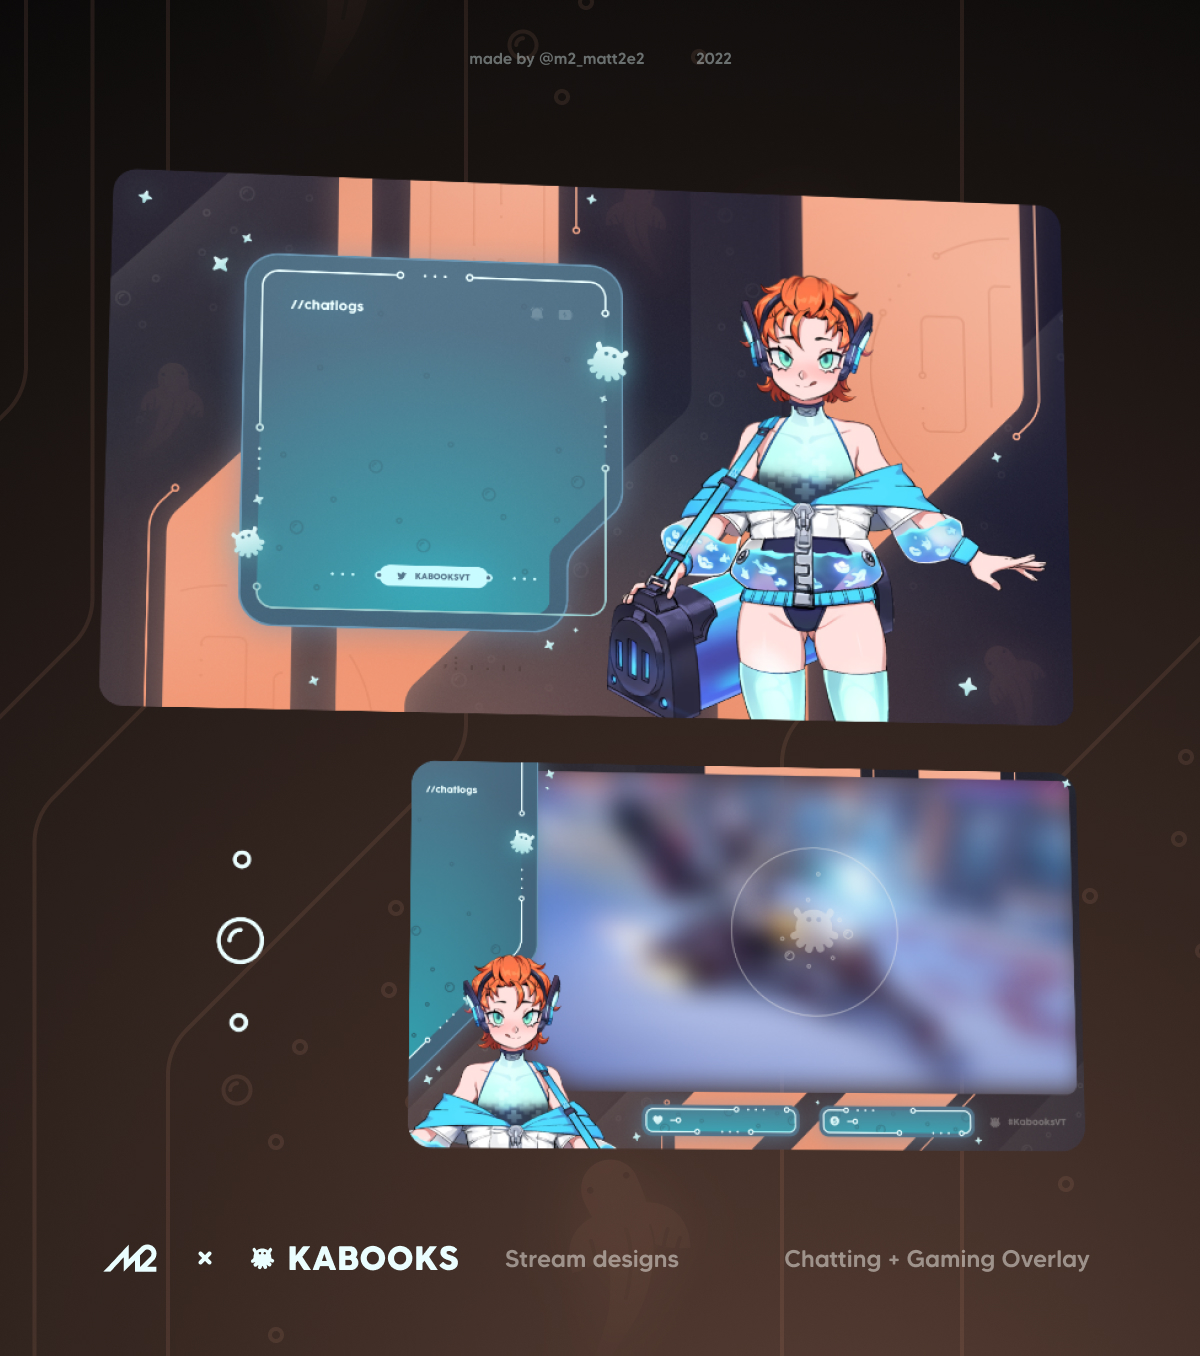 made by @m2_matt2e2 2022
//chatlogs
KABOOKSVT
//chatlogs
#KabooksVT
M2 × KABOOKS Stream designs Chatting + Gaming Overlay